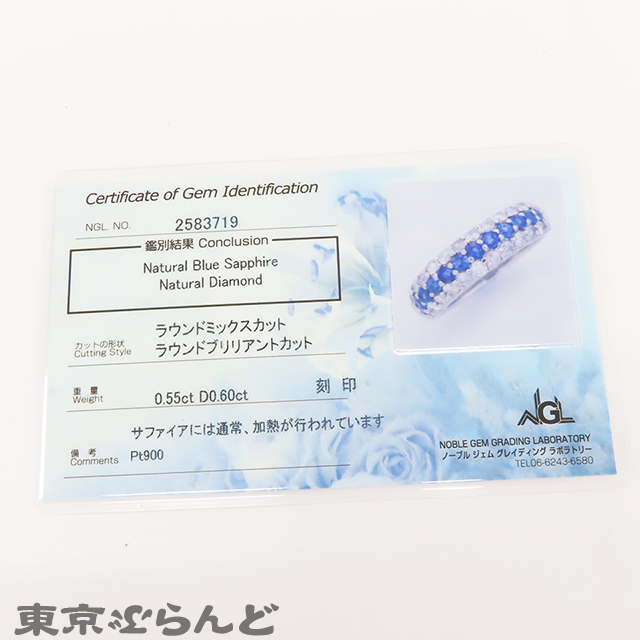 Certificate of Gem Identification
NGL. NO. 2583719
鑑別結果 Conclusion
Natural Blue Sapphire
Natural Diamond
カットの形状 ラウンドミックスカット
Cutting Style ラウンドブリリアントカット
重量 Weight 0.55ct D0.60ct 刻印
サファイアには通常、加熱が行われています
備考 Comments Pt900
NGL
NOBLE GEM GRADING LABORATORY
ノーブル ジェム グレイディング ラボラトリー
TEL06-6243-6580
東京ぶらんど